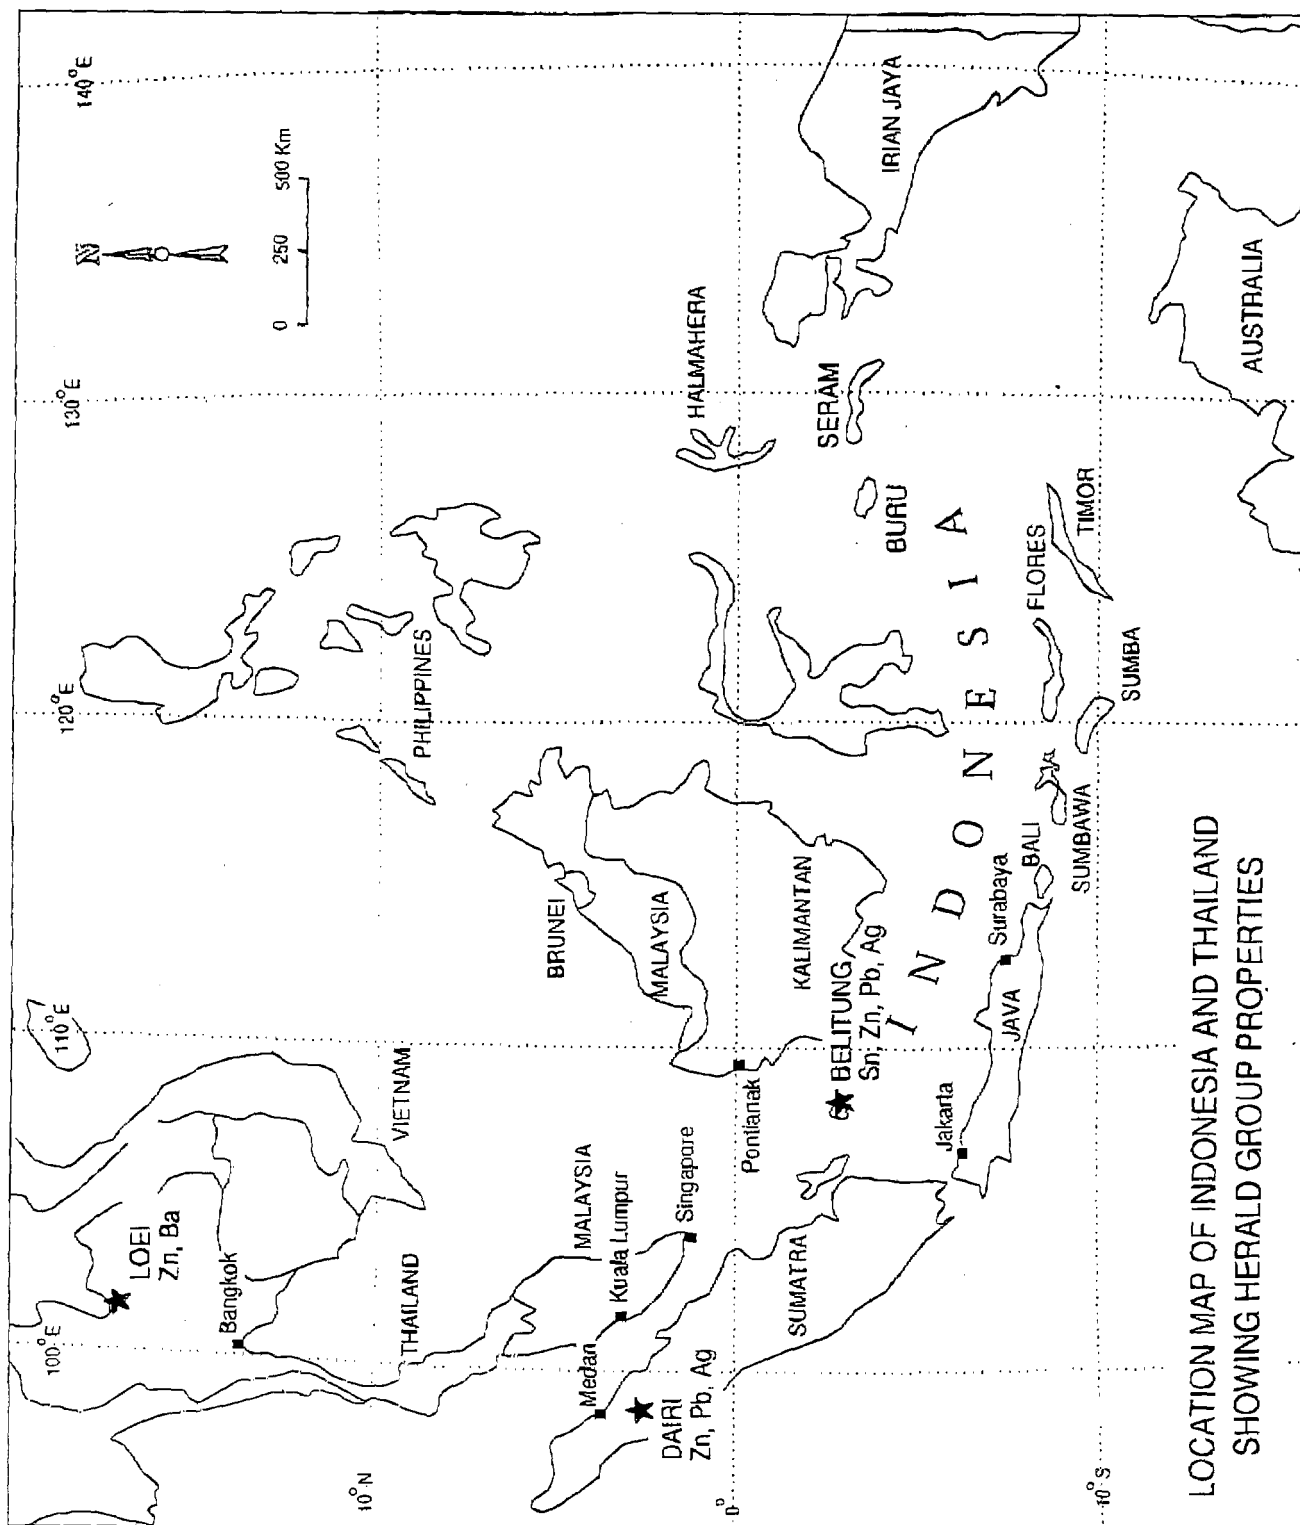 140°E
130°E
120°E
110°E
100°E
N
0 250 500 Km
10°N
0°
10°S
LOEI
Zn, Ba
Bangkok
THAILAND
VIETNAM
PHILIPPINES
BRUNEI
MALAYSIA
KALIMANTAN
MALAYSIA
Kuala Lumpur
Singapore
Medan
DAIRI
Zn, Pb, Ag
SUMATRA
Pontianak
BELITUNG
Sn, Zn, Pb, Ag
Jakarta
JAVA
Surabaya
BALI
SUMBAWA
SUMBA
FLORES
TIMOR
INDONESIA
BURU
SERAM
HALMAHERA
IRIAN JAYA
AUSTRALIA
LOCATION MAP OF INDONESIA AND THAILAND
SHOWING HERALD GROUP PROPERTIES